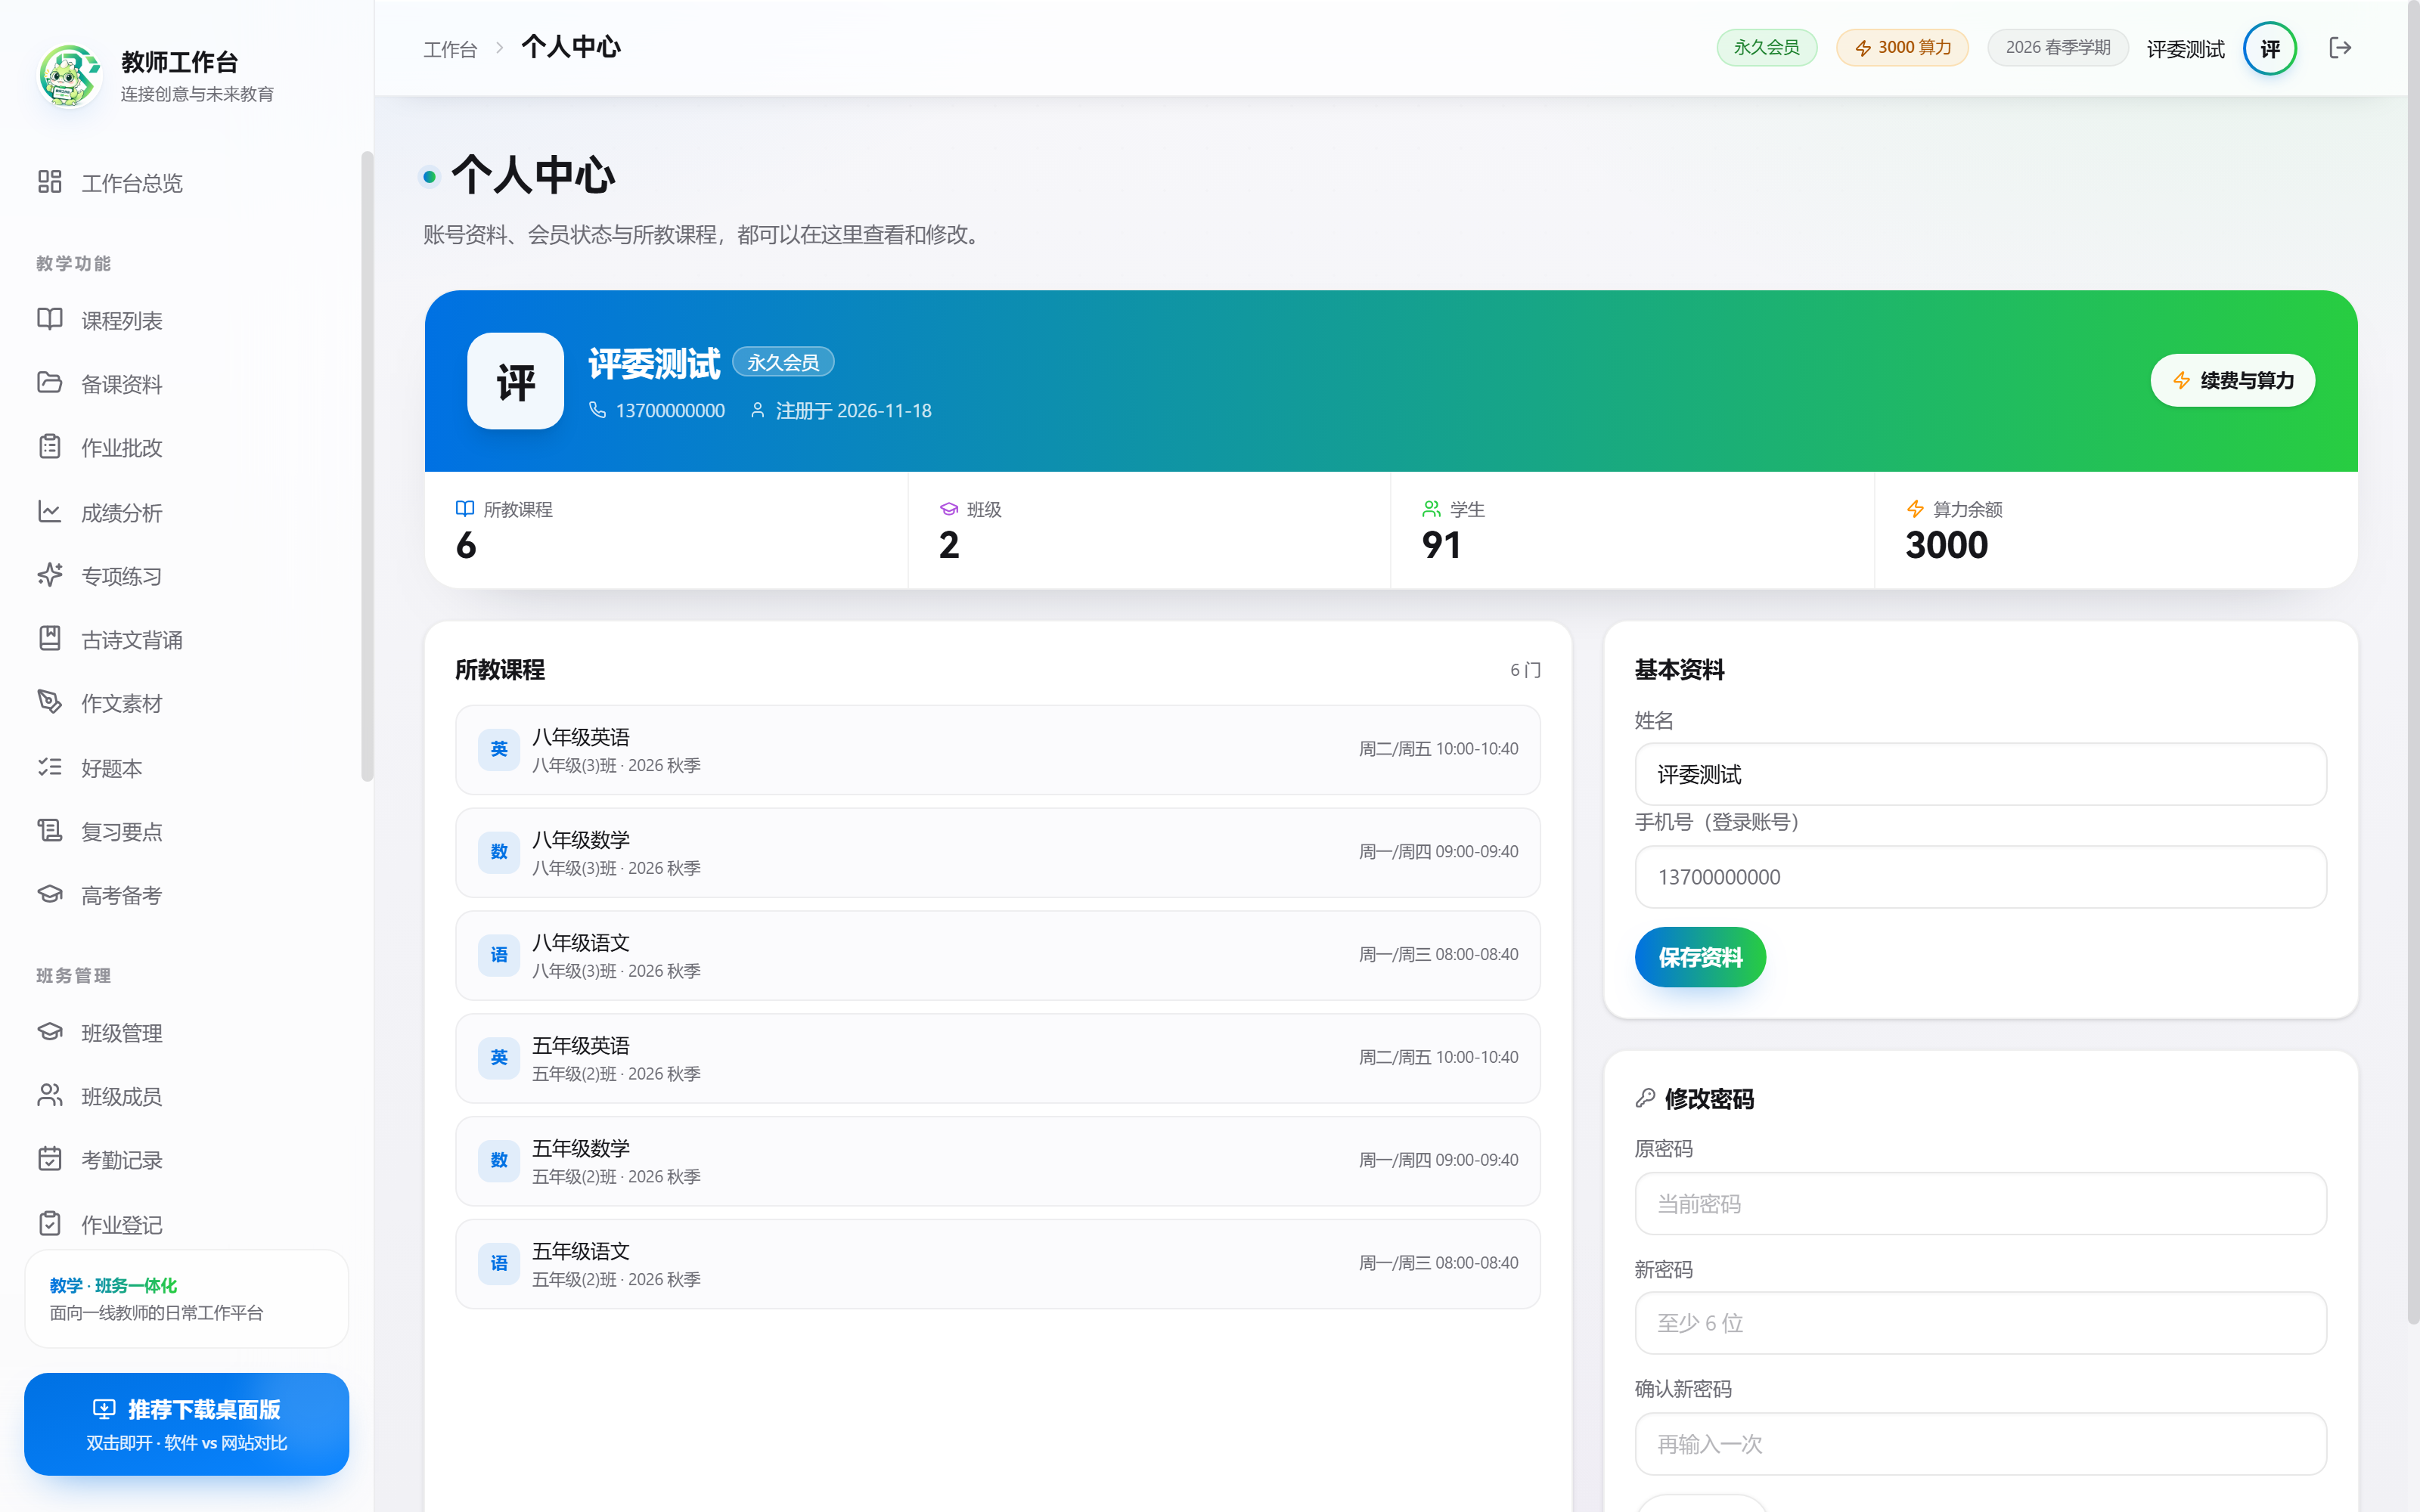 教师工作台
连接创意与未来教育
工作台总览
教学功能
课程列表
备课资料
作业批改
成绩分析
专项练习
古诗文背诵
作文素材
好题本
复习要点
高考备考
班务管理
班级管理
班级成员
考勤记录
作业登记
教学 · 班务一体化
面向一线教师的日常工作平台
推荐下载桌面版
双击即开 · 软件 vs 网站对比
工作台 > 个人中心
永久会员
3000 算力
2026 春季学期
评委测试
评
个人中心
账号资料、会员状态与所教课程，都可以在这里查看和修改。
评
评委测试 永久会员
13700000000 注册于 2026-11-18
续费与算力
所教课程
6
班级
2
学生
91
算力余额
3000
所教课程 6 门
英 八年级英语 周二/周五 10:00-10:40
八年级(3)班 · 2026 秋季
数 八年级数学 周一/周四 09:00-09:40
八年级(3)班 · 2026 秋季
语 八年级语文 周一/周三 08:00-08:40
八年级(3)班 · 2026 秋季
英 五年级英语 周二/周五 10:00-10:40
五年级(2)班 · 2026 秋季
数 五年级数学 周一/周四 09:00-09:40
五年级(2)班 · 2026 秋季
语 五年级语文 周一/周三 08:00-08:40
五年级(2)班 · 2026 秋季
基本资料
姓名
评委测试
手机号（登录账号）
13700000000
保存资料
修改密码
原密码
当前密码
新密码
至少 6 位
确认新密码
再输入一次